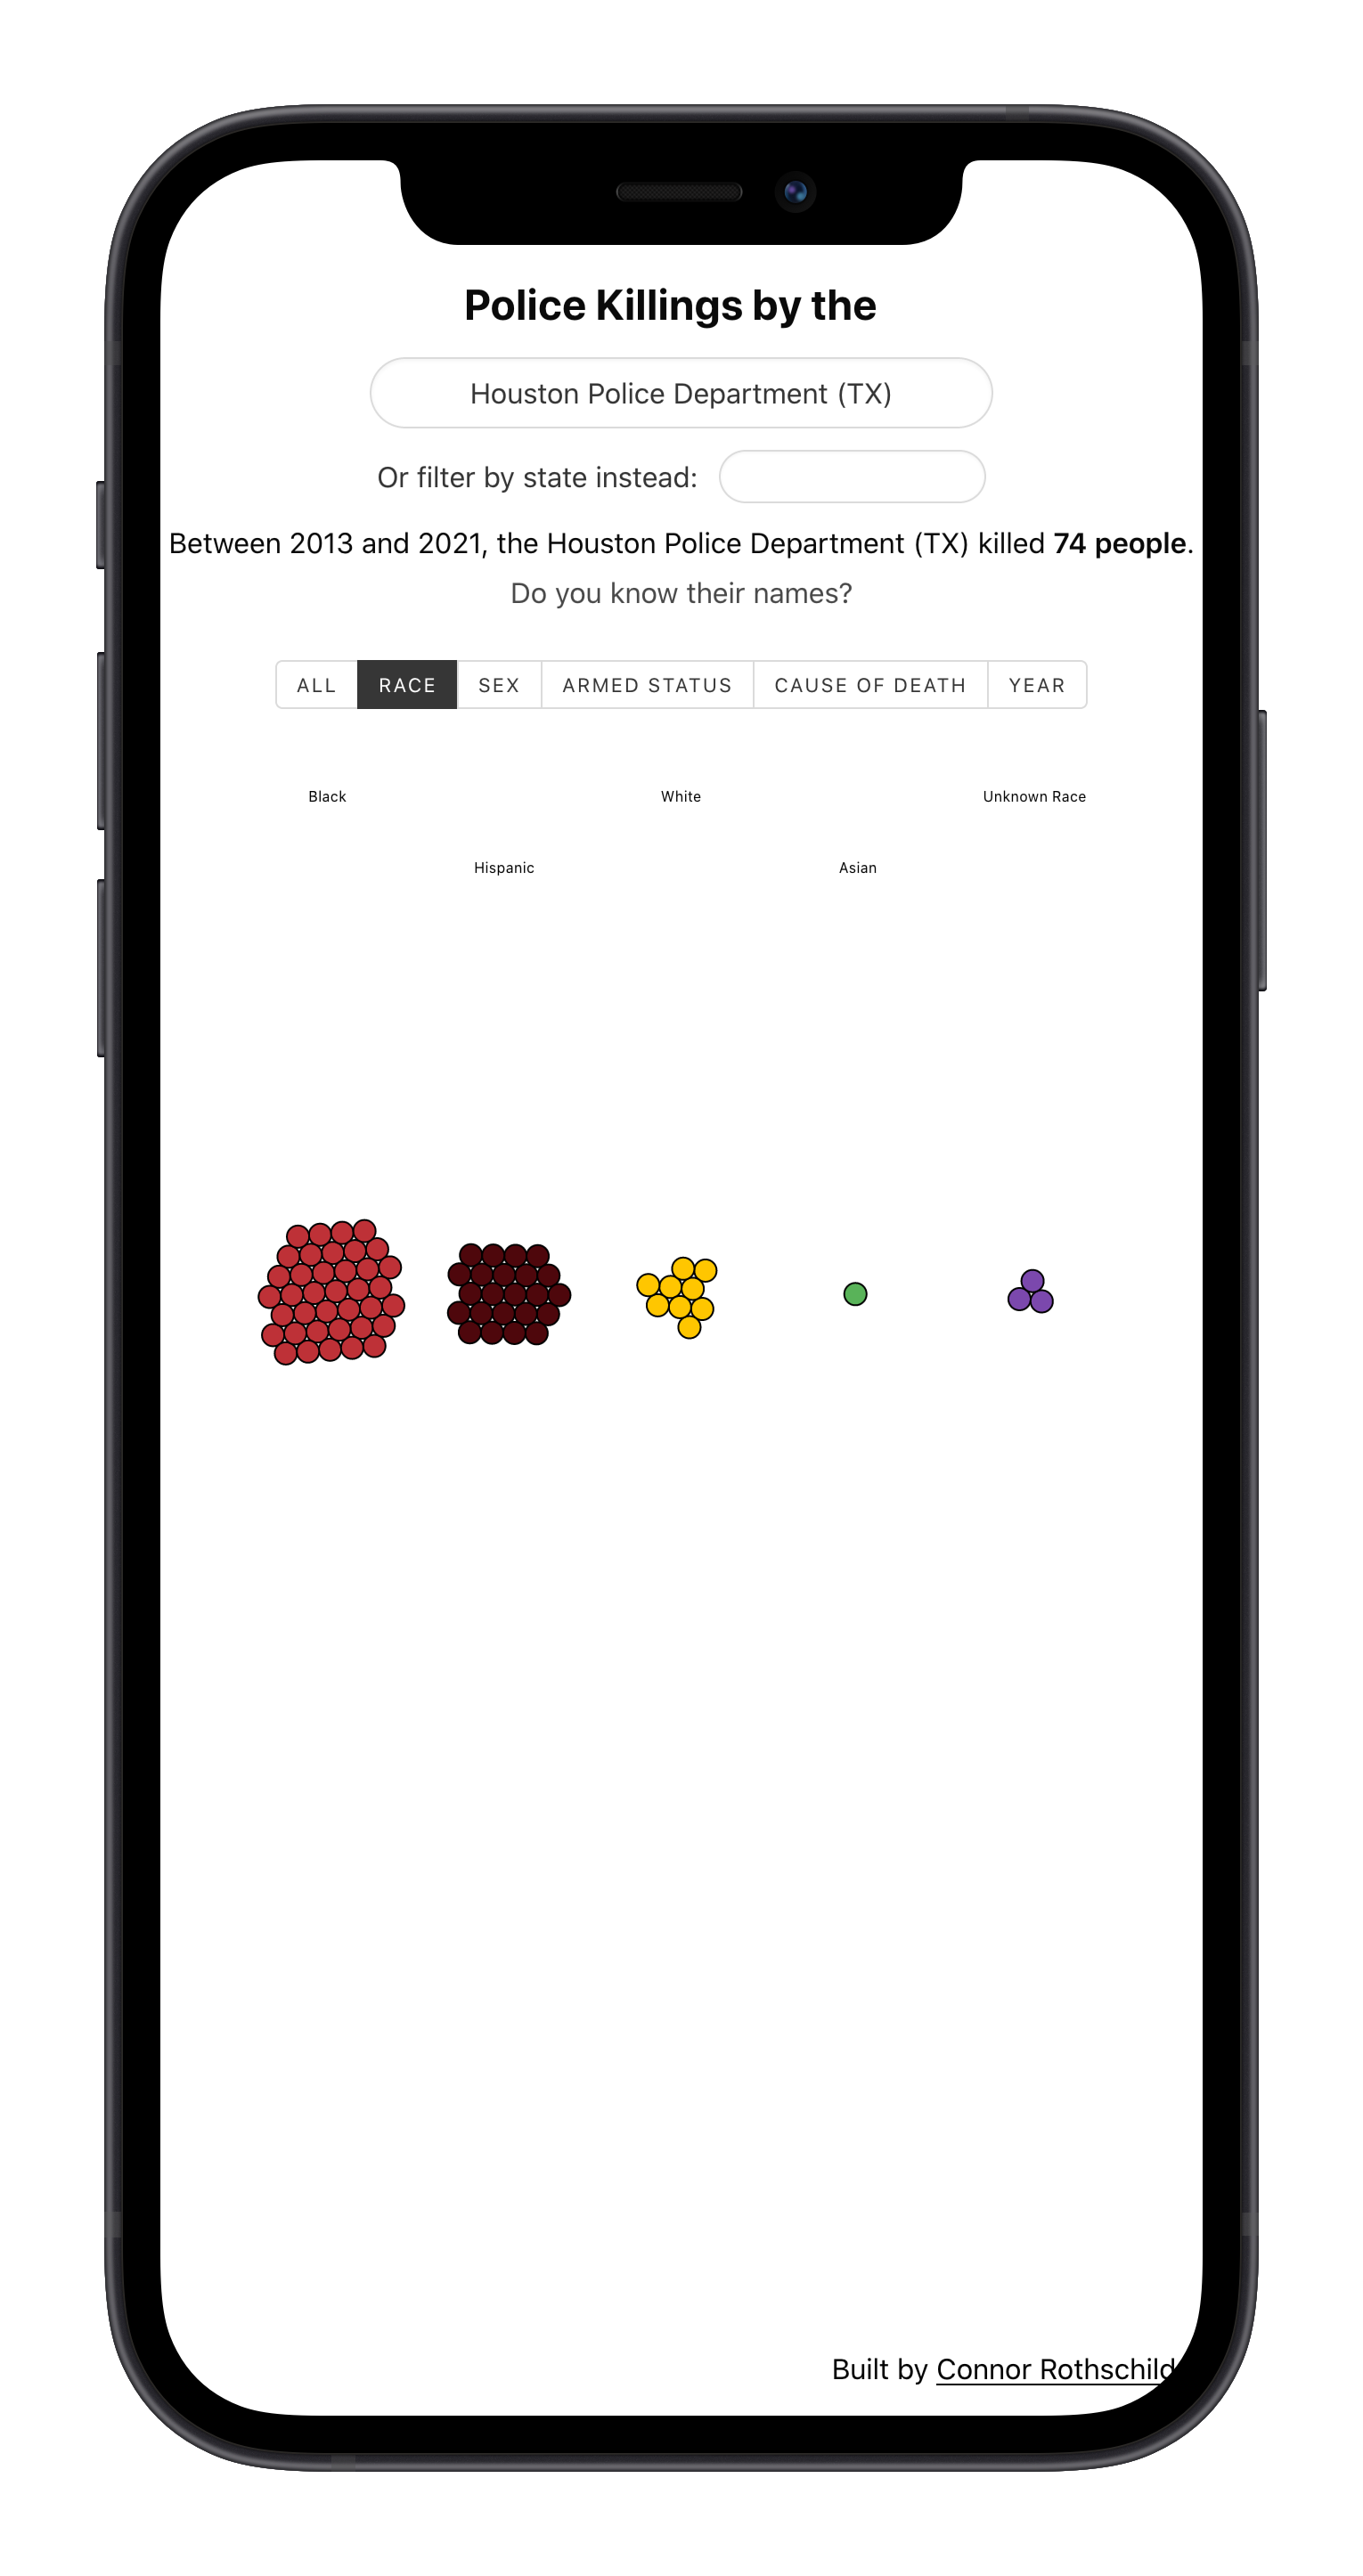 Police Killings by the
Houston Police Department (TX)
Or filter by state instead:
Between 2013 and 2021, the Houston Police Department (TX) killed 74 people.
Do you know their names?
ALL RACE SEX ARMED STATUS CAUSE OF DEATH YEAR
Black White Unknown Race
Hispanic Asian
Built by Connor Rothschild